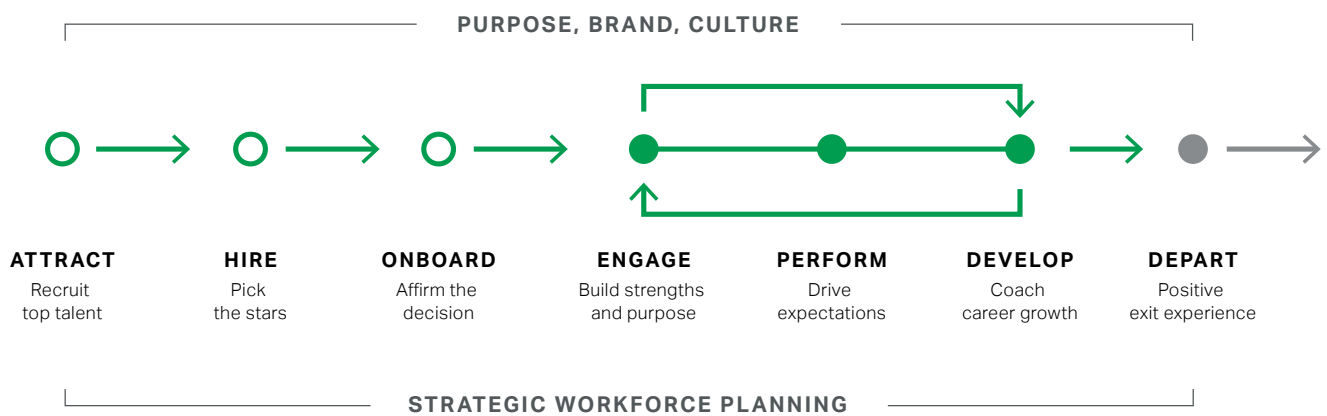 PURPOSE, BRAND, CULTURE
ATTRACT
Recruit
top talent
HIRE
Pick
the stars
ONBOARD
Affirm the
decision
ENGAGE
Build strengths
and purpose
PERFORM
Drive
expectations
DEVELOP
Coach
career growth
DEPART
Positive
exit experience
STRATEGIC WORKFORCE PLANNING